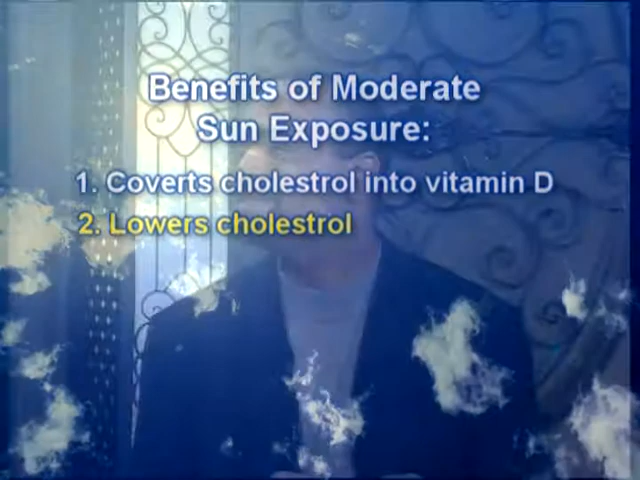 Benefits of Moderate
Sun Exposure:
1. Coverts cholestrol into vitamin D
2. Lowers cholestrol